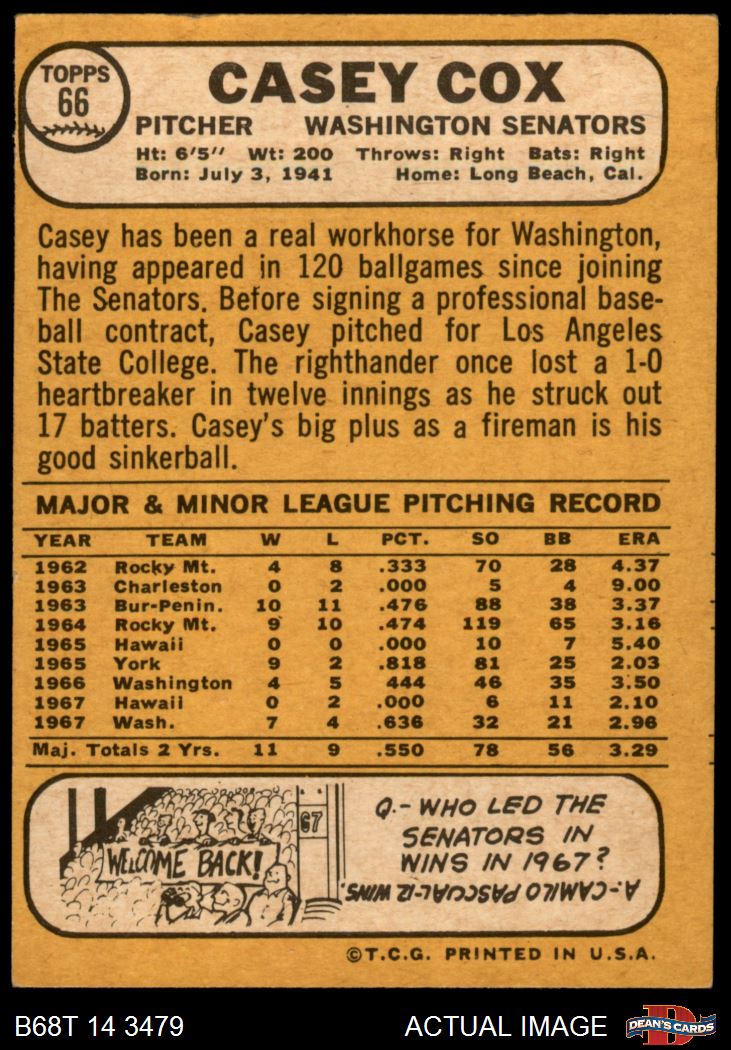 TOPPS
66
CASEY COX
PITCHER WASHINGTON SENATORS
Ht: 6'5" Wt: 200 Throws: Right Bats: Right
Born: July 3, 1941 Home: Long Beach, Cal.
Casey has been a real workhorse for Washington,
having appeared in 120 ballgames since joining
The Senators. Before signing a professional base-
ball contract, Casey pitched for Los Angeles
State College. The righthander once lost a 1-0
heartbreaker in twelve innings as he struck out
17 batters. Casey's big plus as a fireman is his
good sinkerball.
MAJOR & MINOR LEAGUE PITCHING RECORD
YEAR TEAM W L PCT. SO BB ERA
1962 Rocky Mt. 4 8 .333 70 28 4.37
1963 Charleston 0 2 .000 5 4 9.00
1963 Bur-Penin. 10 11 .476 88 38 3.37
1964 Rocky Mt. 9 10 .474 119 65 3.16
1965 Hawaii 0 0 .000 10 7 5.40
1965 York 9 2 .818 81 25 2.03
1966 Washington 4 5 444 46 35 3.50
1967 Hawaii 0 2 .000 6 11 2.10
1967 Wash. 7 4 .636 32 21 2.96
Maj. Totals 2 Yrs. 11 9 .550 78 56 3.29
67
WELCOME BACK!
Q.- WHO LED THE
SENATORS IN
WINS IN 1967?
A.- CAMILO PASCUAL-12 WINS.
©T.C.G. PRINTED IN U.S.A.
B68T 14 3479 ACTUAL IMAGE
D
DEAN'S CARDS